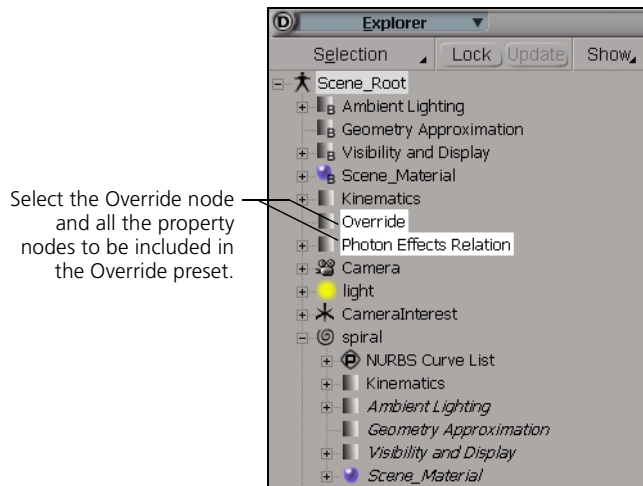 D Explorer
Selection Lock Update Show
Scene_Root
B Ambient Lighting
B Geometry Approximation
B Visibility and Display
B Scene_Material
Kinematics
Select the Override node
and all the property
nodes to be included in
the Override preset.
Override
Photon Effects Relation
Camera
light
CameraInterest
spiral
P NURBS Curve List
Kinematics
Ambient Lighting
Geometry Approximation
Visibility and Display
Scene_Material